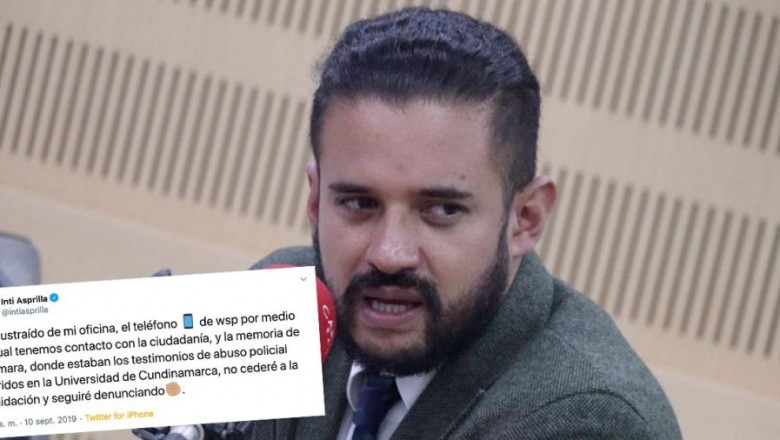 Inti Asprilla
@intiasprilla
ustraído de mi oficina, el teléfono 📱 de wsp por medio
ual tenemos contacto con la ciudadanía, y la memoria de
mara, donde estaban los testimonios de abuso policial
ridos en la Universidad de Cundinamarca, no cederé a la
idación y seguiré denunciando✊🏽.
s. m. · 10 sept. 2019 · Twitter for iPhone